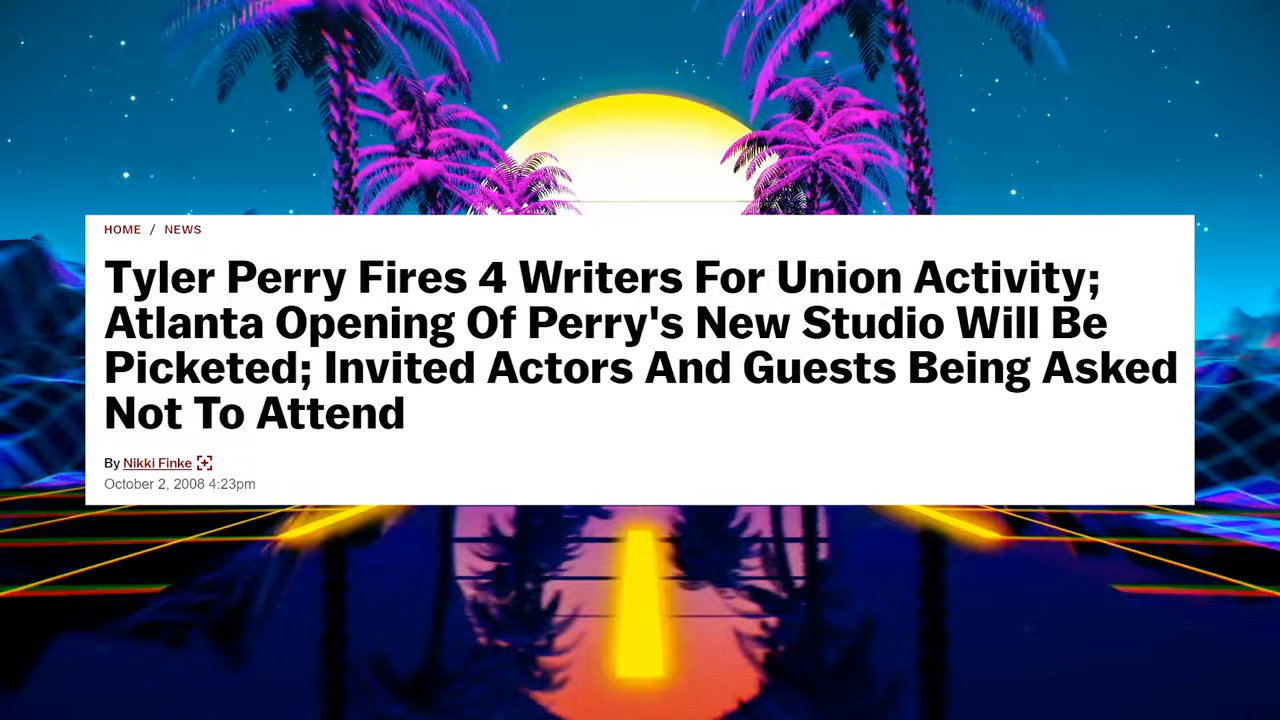 HOME / NEWS
Tyler Perry Fires 4 Writers For Union Activity;
Atlanta Opening Of Perry's New Studio Will Be
Picketed; Invited Actors And Guests Being Asked
Not To Attend
By Nikki Finke
October 2, 2008 4:23pm